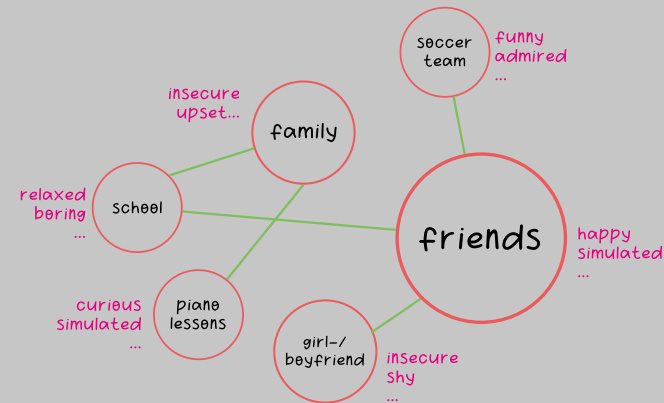 soccer
team
funny
admired
...
insecure
upset...
family
relaxed
boring
...
school
friends
happy
simulated
...
curious
simulated
...
piano
lessons
girl-/
boyfriend
insecure
shy
...